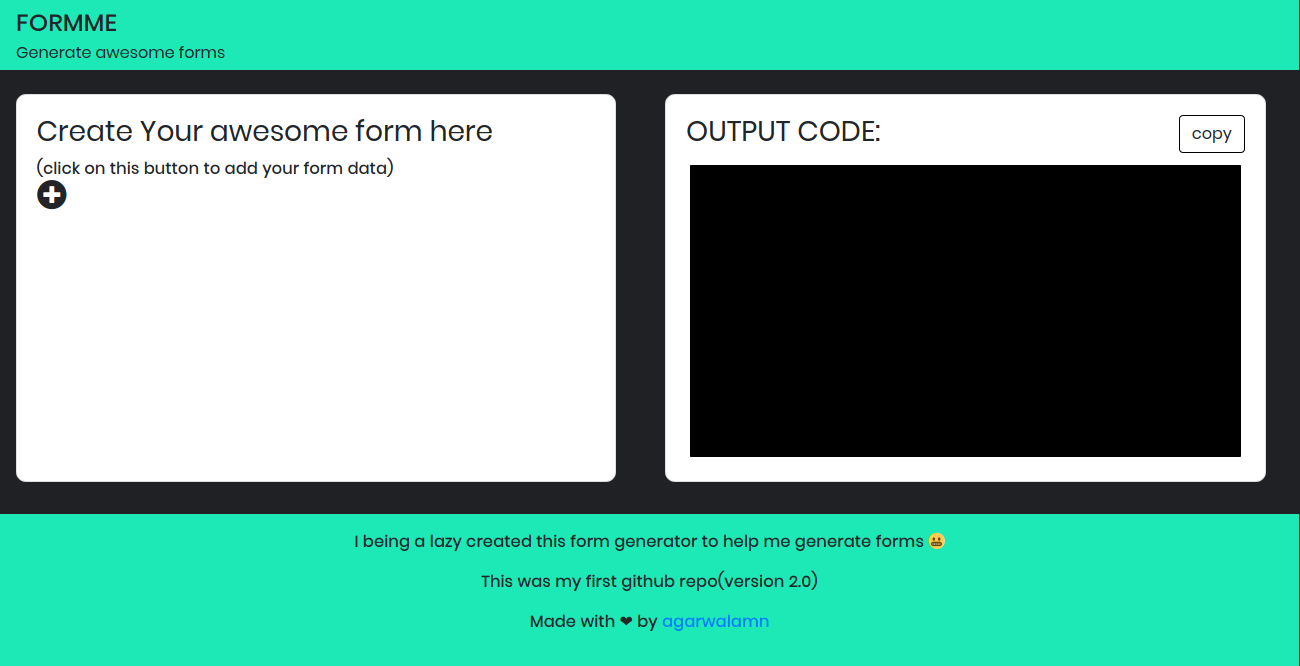 FORMME
Generate awesome forms
Create Your awesome form here
(click on this button to add your form data)
OUTPUT CODE:
copy
I being a lazy created this form generator to help me generate forms 😬
This was my first github repo(version 2.0)
Made with ❤ by agarwalamn